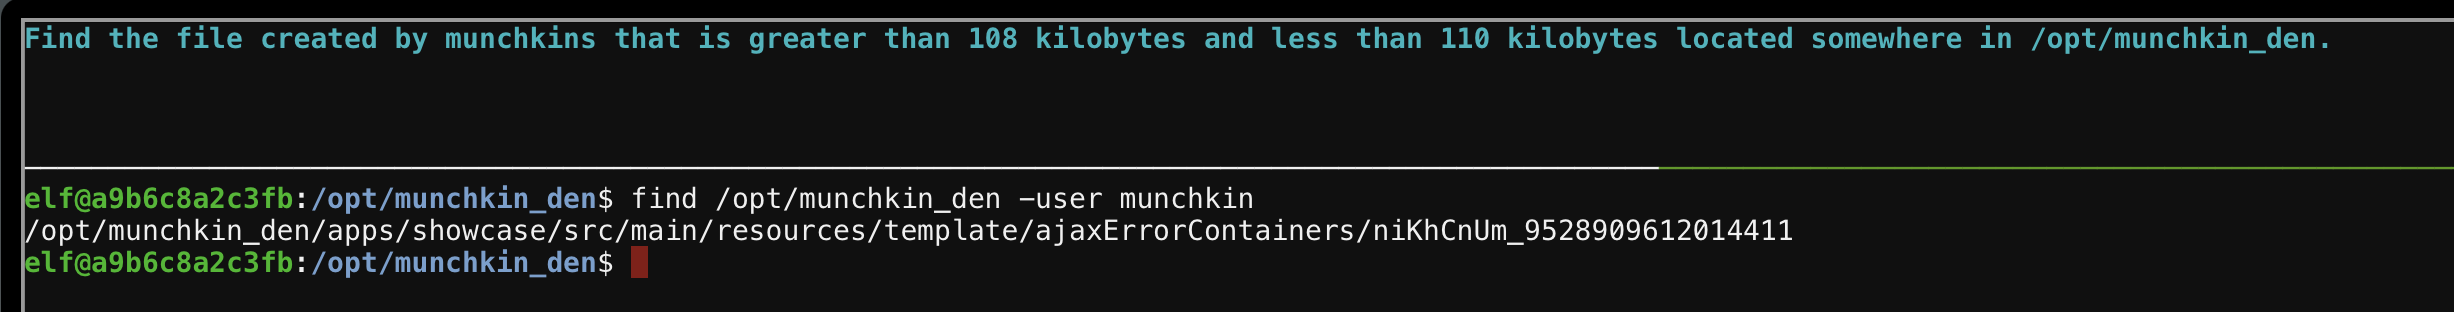 Find the file created by munchkins that is greater than 108 kilobytes and less than 110 kilobytes located somewhere in /opt/munchkin_den.
elf@a9b6c8a2c3fb:/opt/munchkin_den$ find /opt/munchkin_den -user munchkin
/opt/munchkin_den/apps/showcase/src/main/resources/template/ajaxErrorContainers/niKhCnUm_9528909612014411
elf@a9b6c8a2c3fb:/opt/munchkin_den$